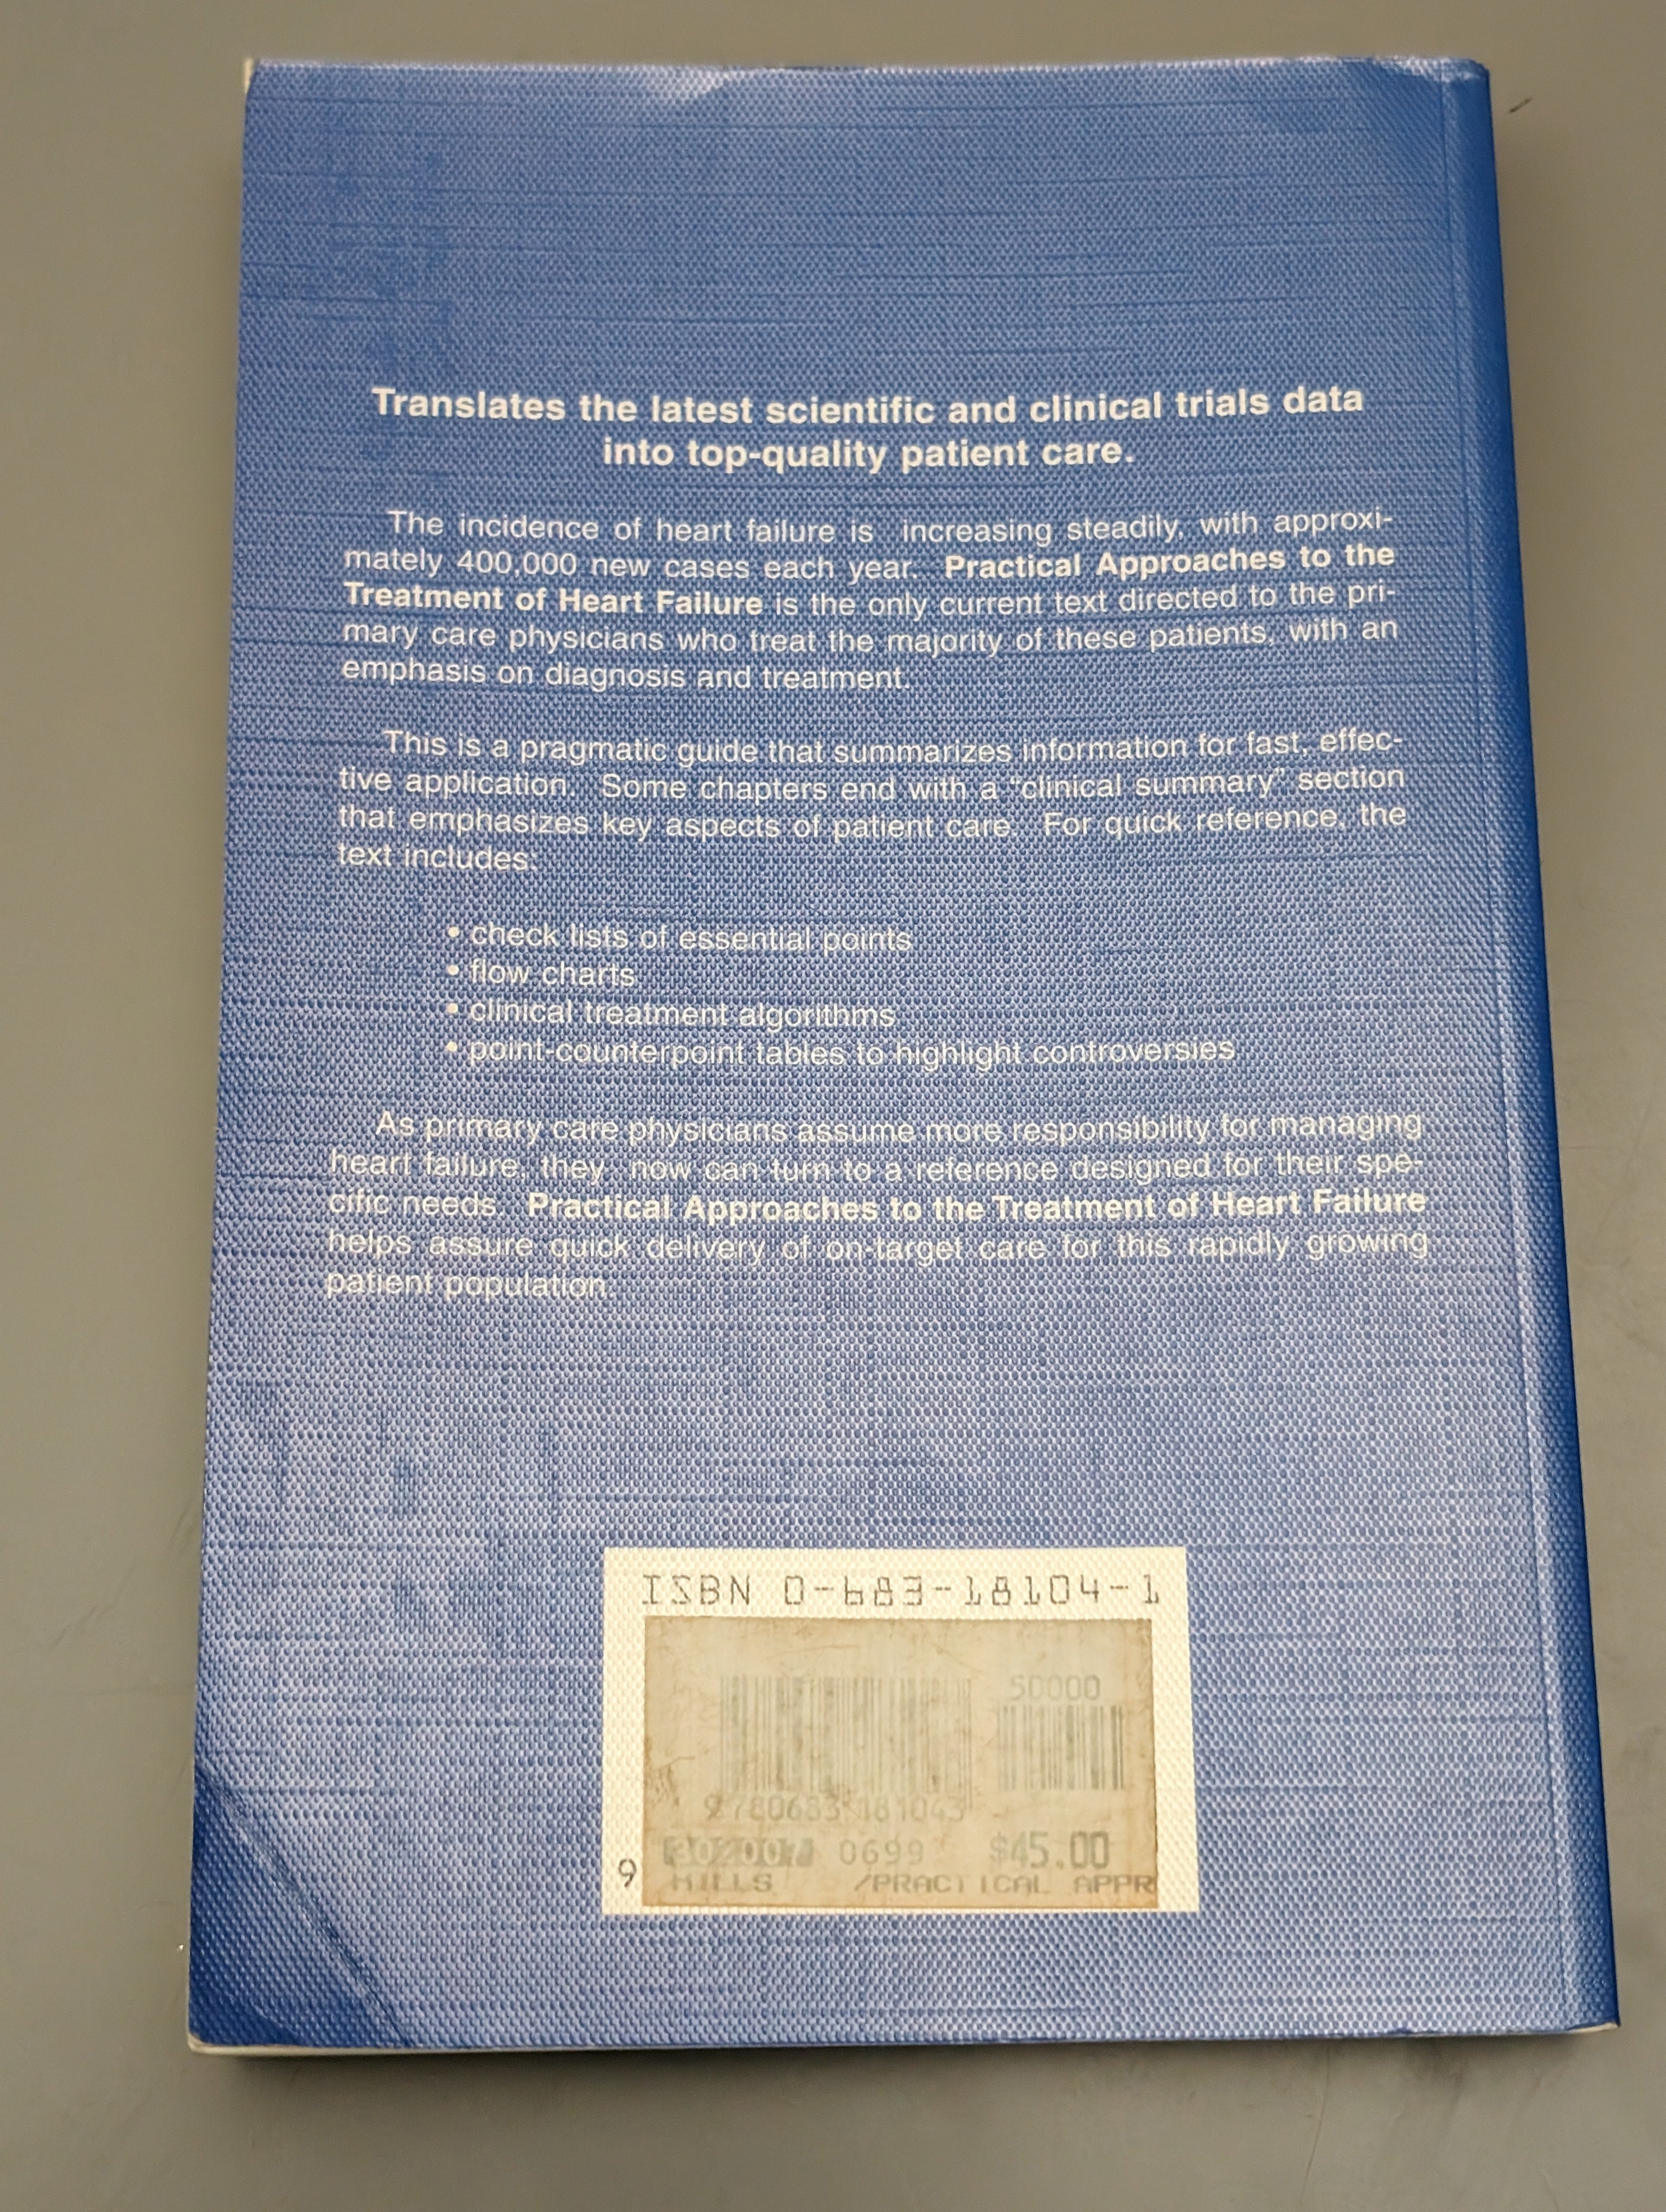 Translates the latest scientific and clinical trials data
into top-quality patient care.
The incidence of heart failure is increasing steadily, with approxi-
mately 400,000 new cases each year. Practical Approaches to the
Treatment of Heart Failure is the only current text directed to the pri-
mary care physicians who treat the majority of these patients, with an
emphasis on diagnosis and treatment.
This is a pragmatic guide that summarizes information for fast, effec-
tive application. Some chapters end with a "clinical summary" section
that emphasizes key aspects of patient care. For quick reference, the
text includes:
• check lists of essential points
• flow charts
• clinical treatment algorithms
• point-counterpoint tables to highlight controversies
As primary care physicians assume more responsibility for managing
heart failure, they now can turn to a reference designed for their spe-
cific needs. Practical Approaches to the Treatment of Heart Failure
helps assure quick delivery of on-target care for this rapidly growing
patient population.
ISBN 0-683-18104-1
50000
9780683181043
0699 $45.00
9
MILLS /PRACTICAL APPR